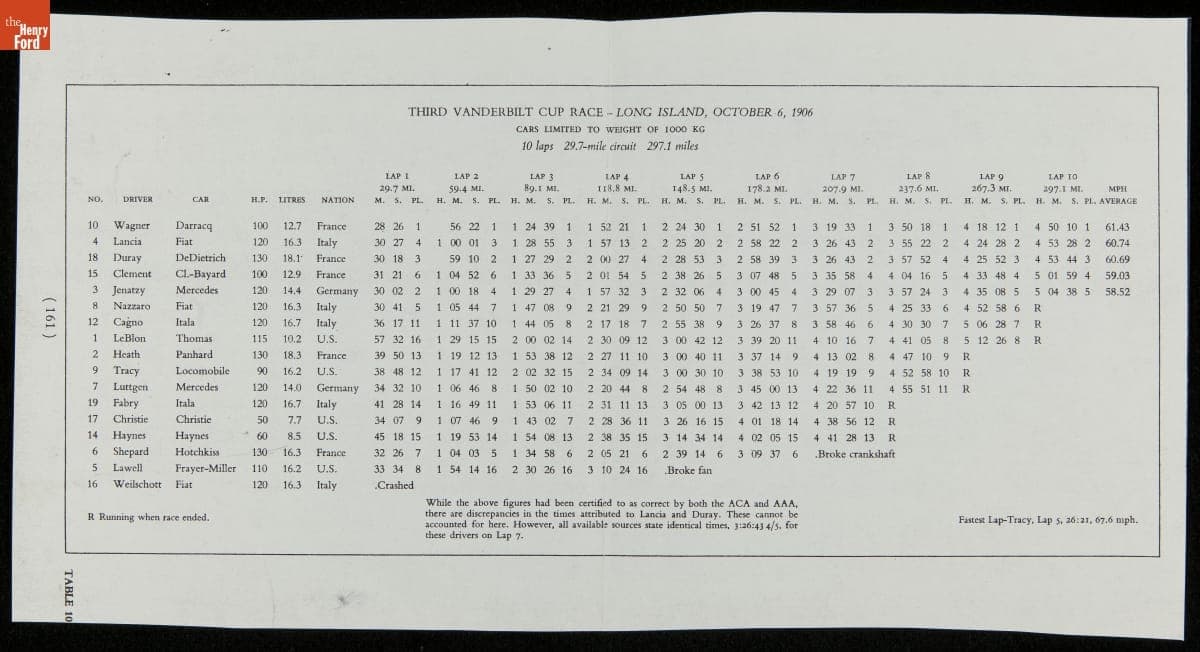 the
Henry
Ford
THIRD VANDERBILT CUP RACE – LONG ISLAND, OCTOBER 6, 1906
CARS LIMITED TO WEIGHT OF 1000 KG
10 laps 29.7-mile circuit 297.1 miles
LAP 1 LAP 2 LAP 3 LAP 4 LAP 5 LAP 6 LAP 7 LAP 8 LAP 9 LAP 10
29.7 MI. 59.4 MI. 89.1 MI. 118.8 MI. 148.5 MI. 178.2 MI. 207.9 MI. 237.6 MI. 267.3 MI. 297.1 MI. MPH
NO. DRIVER CAR H.P. LITRES NATION M. S. PL. H. M. S. PL. H. M. S. PL. H. M. S. PL. H. M. S. PL. H. M. S. PL. H. M. S. PL. H. M. S. PL. H. M. S. PL. H. M. S. PL. AVERAGE
10 Wagner Darracq 100 12.7 France 28 26 1 56 22 1 1 24 39 1 1 52 21 1 2 24 30 1 2 51 52 1 3 19 33 1 3 50 18 1 4 18 12 1 4 50 10 1 61.43
4 Lancia Fiat 120 16.3 Italy 30 27 4 1 00 01 3 1 28 55 3 1 57 13 2 2 25 20 2 2 58 22 2 3 26 43 2 3 55 22 2 4 24 28 2 4 53 28 2 60.74
18 Duray DeDietrich 130 18.1 France 30 18 3 59 10 2 1 27 29 2 2 00 27 4 2 28 53 3 2 58 39 3 3 26 43 2 3 57 52 4 4 25 52 3 4 53 44 3 60.69
15 Clement Cl.-Bayard 100 12.9 France 31 21 6 1 04 52 6 1 33 36 5 2 01 54 5 2 38 26 5 3 07 48 5 3 35 58 4 4 04 16 5 4 33 48 4 5 01 59 4 59.03
3 Jenatzy Mercedes 120 14.4 Germany 30 02 2 1 00 18 4 1 29 27 4 1 57 32 3 2 32 06 4 3 00 45 4 3 29 07 3 3 57 24 3 4 35 08 5 5 04 38 5 58.52
8 Nazzaro Fiat 120 16.3 Italy 30 41 5 1 05 44 7 1 47 08 9 2 21 29 9 2 50 50 7 3 19 47 7 3 57 36 5 4 25 33 6 4 52 58 6 R
12 Cagno Itala 120 16.7 Italy 36 17 11 1 11 37 10 1 44 05 8 2 17 18 7 2 55 38 9 3 26 37 8 3 58 46 6 4 30 30 7 5 06 28 7 R
1 LeBlon Thomas 115 10.2 U.S. 57 32 16 1 29 15 15 2 00 02 14 2 30 09 12 3 00 42 12 3 39 20 11 4 10 16 7 4 41 05 8 5 12 26 8 R
2 Heath Panhard 130 18.3 France 39 50 13 1 19 12 13 1 53 38 12 2 27 11 10 3 00 40 11 3 37 14 9 4 13 02 8 4 47 10 9 R
9 Tracy Locomobile 90 16.2 U.S. 38 48 12 1 17 41 12 2 02 32 15 2 34 09 14 3 00 30 10 3 38 53 10 4 19 19 9 4 52 58 10 R
7 Luttgen Mercedes 120 14.0 Germany 34 32 10 1 06 46 8 1 50 02 10 2 20 44 8 2 54 48 8 3 45 00 13 4 22 36 11 4 55 51 11 R
19 Fabry Itala 120 16.7 Italy 41 28 14 1 16 49 11 1 53 06 11 2 31 11 13 3 05 00 13 3 42 13 12 4 20 57 10 R
17 Christie Christie 50 7.7 U.S. 34 07 9 1 07 46 9 1 43 02 7 2 28 36 11 3 26 16 15 4 01 18 14 4 38 56 12 R
14 Haynes Haynes 60 8.5 U.S. 45 18 15 1 19 53 14 1 54 08 13 2 38 35 15 3 14 34 14 4 02 05 15 4 41 28 13 R
6 Shepard Hotchkiss 130 16.3 France 32 26 7 1 04 03 5 1 34 58 6 2 05 21 6 2 39 14 6 3 09 37 6 .Broke crankshaft
5 Lawell Frayer-Miller 110 16.2 U.S. 33 34 8 1 54 14 16 2 30 26 16 3 10 24 16 .Broke fan
16 Weilschott Fiat 120 16.3 Italy .Crashed
R Running when race ended.
While the above figures had been certified to as correct by both the ACA and AAA,
there are discrepancies in the times attributed to Lancia and Duray. These cannot be
accounted for here. However, all available sources state identical times, 3:26:43 4/5, for
these drivers on Lap 7.
Fastest Lap-Tracy, Lap 5, 26:21, 67.6 mph.
( 161 )
TABLE 10